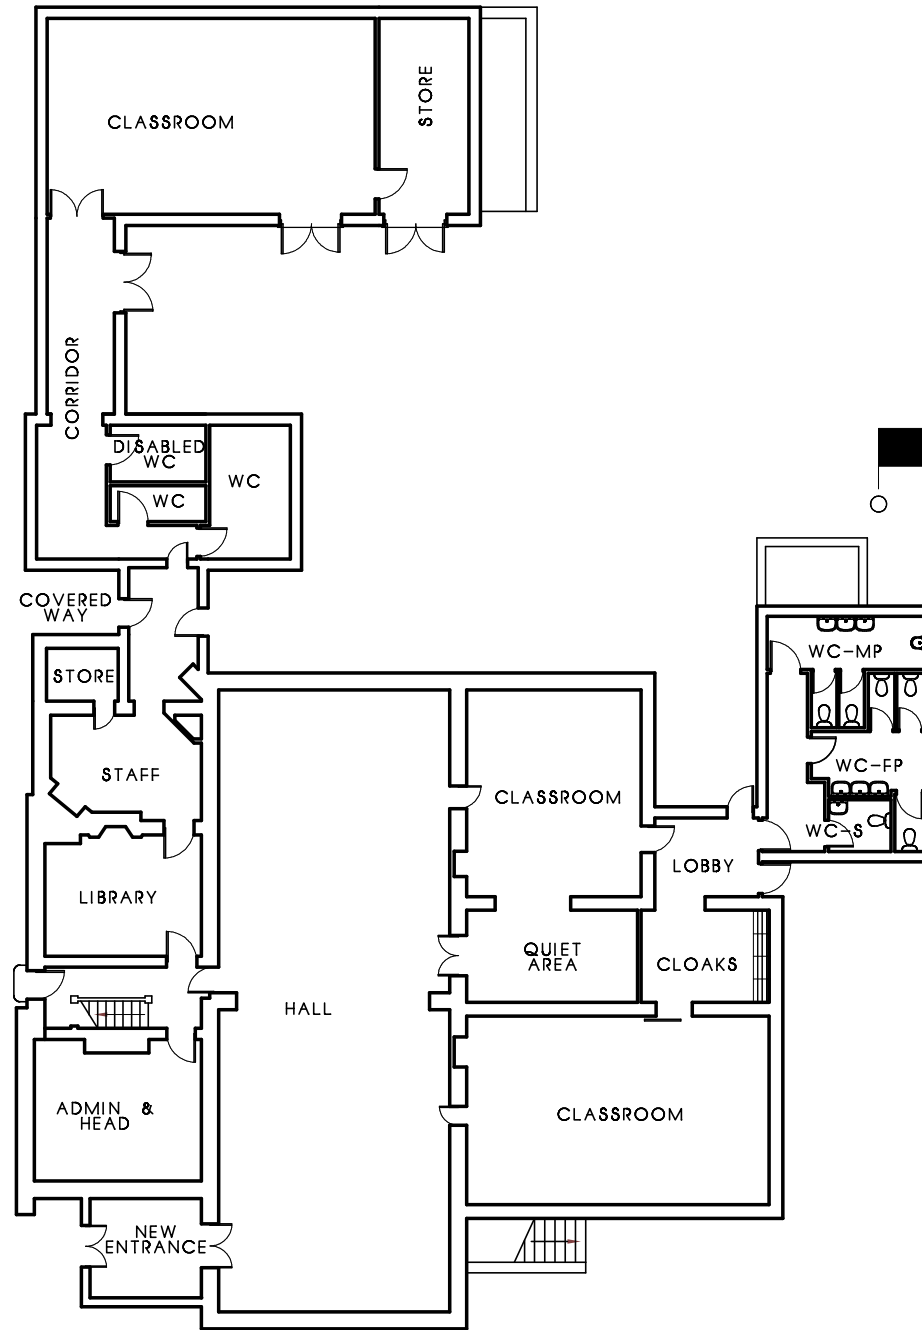 STORE
CLASSROOM
CORRIDOR
DISABLED
WC
WC
WC
COVERED
WAY
WC-MP
STORE
STAFF
WC-FP
CLASSROOM
WC-S
LOBBY
LIBRARY
QUIET
AREA
CLOAKS
HALL
ADMIN &
HEAD
CLASSROOM
NEW
ENTRANCE